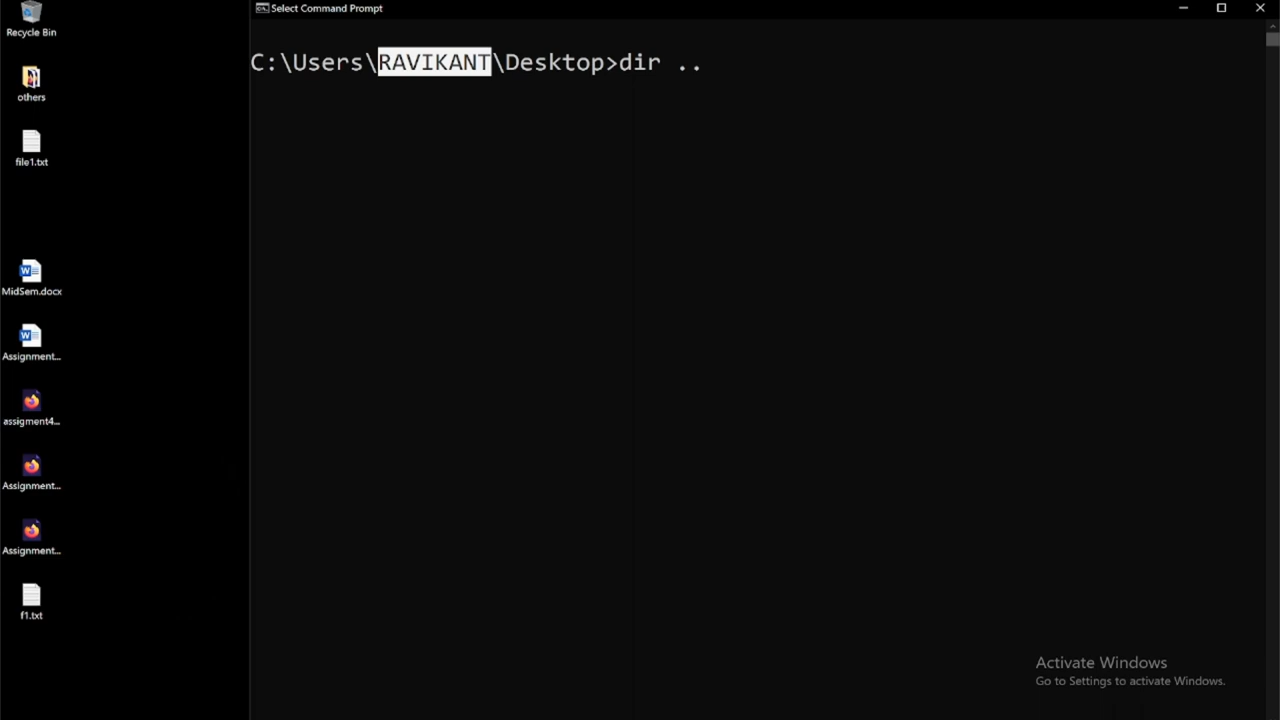 Select Command Prompt
C:\Users\RAVIKANT\Desktop>dir ..
Recycle Bin
others
file1.txt
MidSem.docx
Assignment...
assigment4...
Assignment...
Assignment...
f1.txt
Activate Windows
Go to Settings to activate Windows.